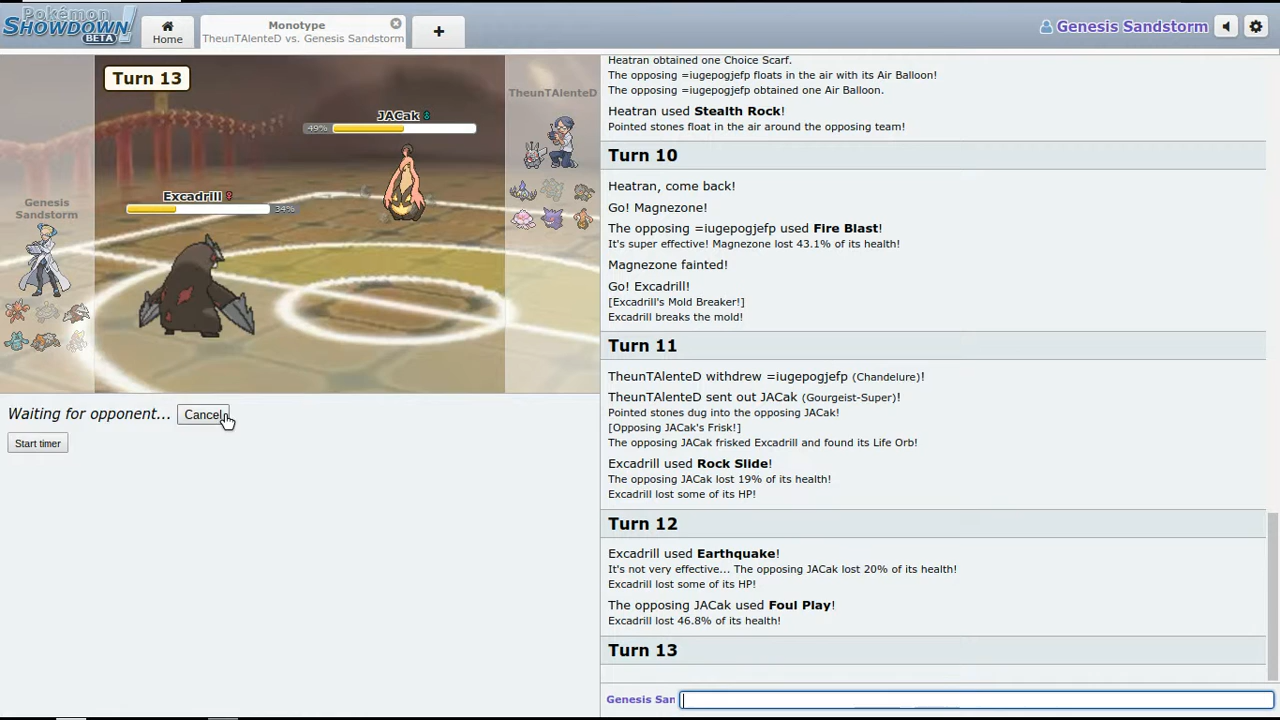 Pokémon
SHOWDOWN!
BETA
Home
Monotype
TheunTAlenteD vs. Genesis Sandstorm
+
Genesis Sandstorm
Turn 13
TheunTAlenteD
JACak
49%
Excadrill
34%
Genesis
Sandstorm
Waiting for opponent... Cancel
Start timer
Heatran obtained one Choice Scarf.
The opposing =iugepogjefp floats in the air with its Air Balloon!
The opposing =iugepogjefp obtained one Air Balloon.
Heatran used Stealth Rock!
Pointed stones float in the air around the opposing team!
Turn 10
Heatran, come back!
Go! Magnezone!
The opposing =iugepogjefp used Fire Blast!
It's super effective! Magnezone lost 43.1% of its health!
Magnezone fainted!
Go! Excadrill!
[Excadrill's Mold Breaker!]
Excadrill breaks the mold!
Turn 11
TheunTAlenteD withdrew =iugepogjefp (Chandelure)!
TheunTAlenteD sent out JACak (Gourgeist-Super)!
Pointed stones dug into the opposing JACak!
[Opposing JACak's Frisk!]
The opposing JACak frisked Excadrill and found its Life Orb!
Excadrill used Rock Slide!
The opposing JACak lost 19% of its health!
Excadrill lost some of its HP!
Turn 12
Excadrill used Earthquake!
It's not very effective... The opposing JACak lost 20% of its health!
Excadrill lost some of its HP!
The opposing JACak used Foul Play!
Excadrill lost 46.8% of its health!
Turn 13
Genesis San